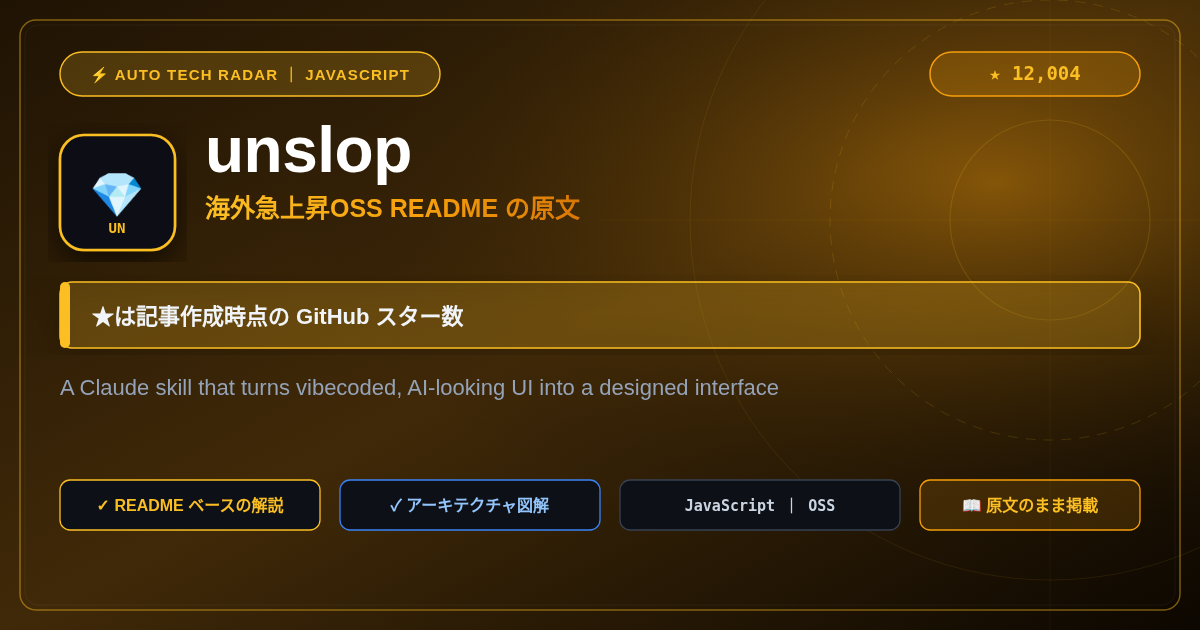 ⚡ AUTO TECH RADAR ｜ JAVASCRIPT
★ 12,004
unslop
海外急上昇OSS README の原文
UN
★は記事作成時点の GitHub スター数
A Claude skill that turns vibecoded, AI-looking UI into a designed interface
✓ README ベースの解説
✓ アーキテクチャ図解
JavaScript ｜ OSS
📖 原文のまま掲載